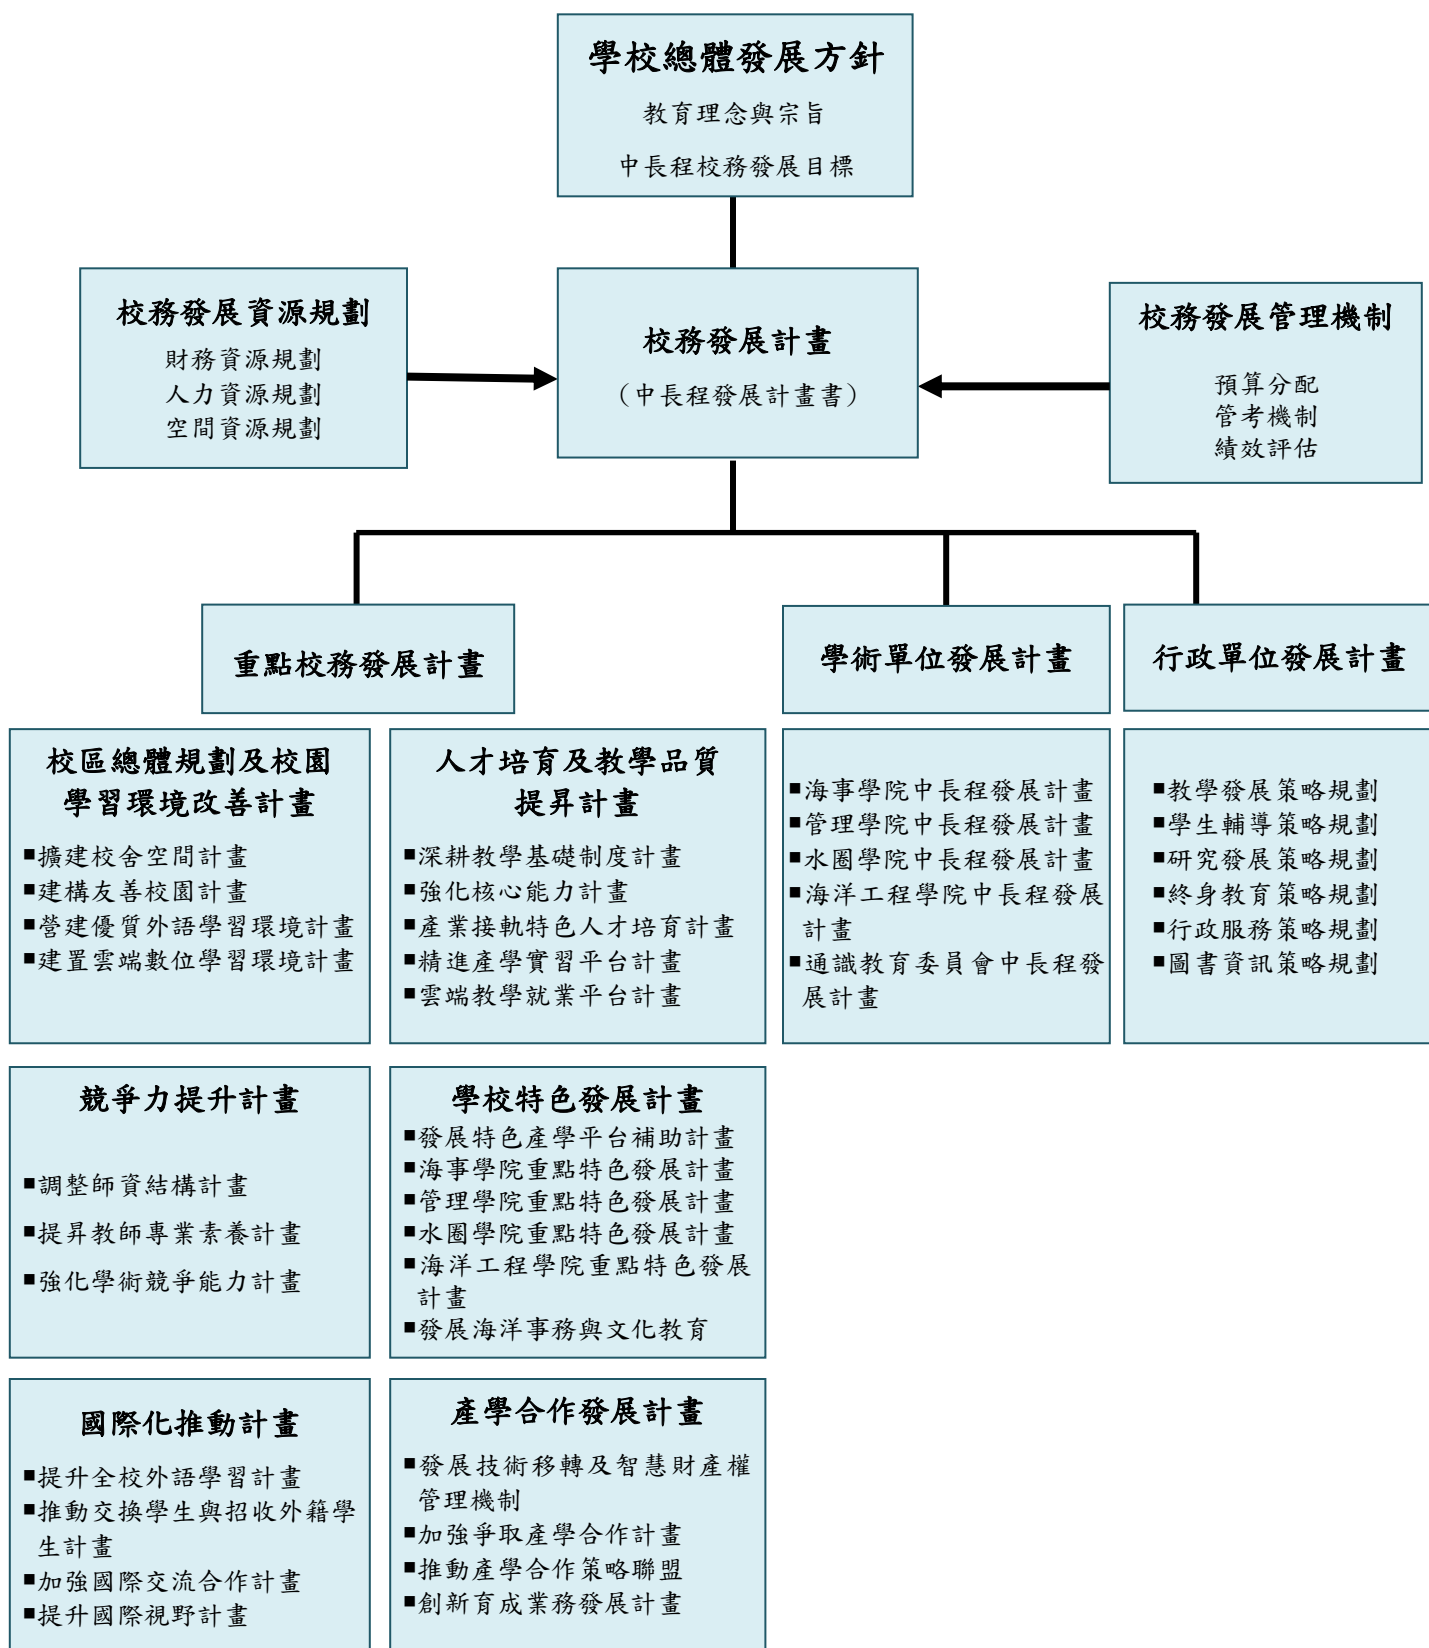 學校總體發展方針
教育理念與宗旨
中長程校務發展目標
校務發展資源規劃
財務資源規劃
人力資源規劃
空間資源規劃
校務發展計畫
（中長程發展計畫書）
校務發展管理機制
預算分配
管考機制
績效評估
重點校務發展計畫
學術單位發展計畫
行政單位發展計畫
校區總體規劃及校園
學習環境改善計畫
■擴建校舍空間計畫
■建構友善校園計畫
■營建優質外語學習環境計畫
■建置雲端數位學習環境計畫
人才培育及教學品質
提昇計畫
■深耕教學基礎制度計畫
■強化核心能力計畫
■產業接軌特色人才培育計畫
■精進產學實習平台計畫
■雲端教學就業平台計畫
■海事學院中長程發展計畫
■管理學院中長程發展計畫
■水圈學院中長程發展計畫
■海洋工程學院中長程發展
計畫
■通識教育委員會中長程發
展計畫
■教學發展策略規劃
■學生輔導策略規劃
■研究發展策略規劃
■終身教育策略規劃
■行政服務策略規劃
■圖書資訊策略規劃
競爭力提升計畫
■調整師資結構計畫
■提昇教師專業素養計畫
■強化學術競爭能力計畫
學校特色發展計畫
■發展特色產學平台補助計畫
■海事學院重點特色發展計畫
■管理學院重點特色發展計畫
■水圈學院重點特色發展計畫
■海洋工程學院重點特色發展
計畫
■發展海洋事務與文化教育
國際化推動計畫
■提升全校外語學習計畫
■推動交換學生與招收外籍學
生計畫
■加強國際交流合作計畫
■提升國際視野計畫
產學合作發展計畫
■發展技術移轉及智慧財產權
管理機制
■加強爭取產學合作計畫
■推動產學合作策略聯盟
■創新育成業務發展計畫